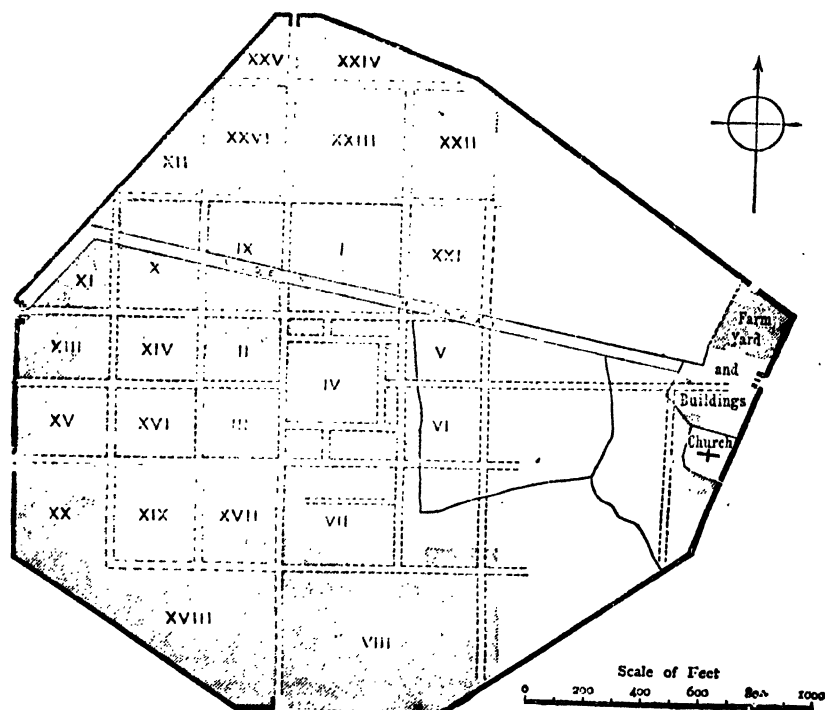 XXV XXIV
XXVI XXIII XXII
XII
IX I XXI
X
XI
Farm
Yard
XIII XIV II V
and
IV
Buildings
XV XVI III VI
Church
XX XIX XVII VII
XVIII VIII
Scale of Feet
0 200 400 600 800 1000